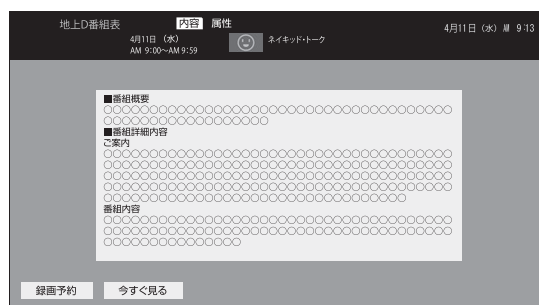 地上D番組表 内容 属性
4月11日（水）AM 9:13
4月11日（水）
AM 9:00〜AM 9:59
ネイキッド・トーク
■番組概要
○○○○○○○○○○○○○○○○○○○○○○○○○○○○○○○○
○○○○○○○○○○○○○○○
■番組詳細内容
ご案内
○○○○○○○○○○○○○○○○○○○○○○○○○○○○○○○○
○○○○○○○○○○○○○○○○○○○○○○○○○○○○○○○○
○○○○○○○○○○○○○○○○○○○○○○○○○○○○○○○○
○○○○○○○○○○○○○○○○○○○○○○○○○○○○○○○○
○○○○○○○○○○○○○○○○○○○○○○○○○○○○
番組内容
○○○○○○○○○○○○○○○○○○○○○○○○○○○○○○○○
○○○○○○○○○○○○○○○○○○○○○○○○○○○○○○○○
○○○○○○○○○○○○○
録画予約 今すぐ見る